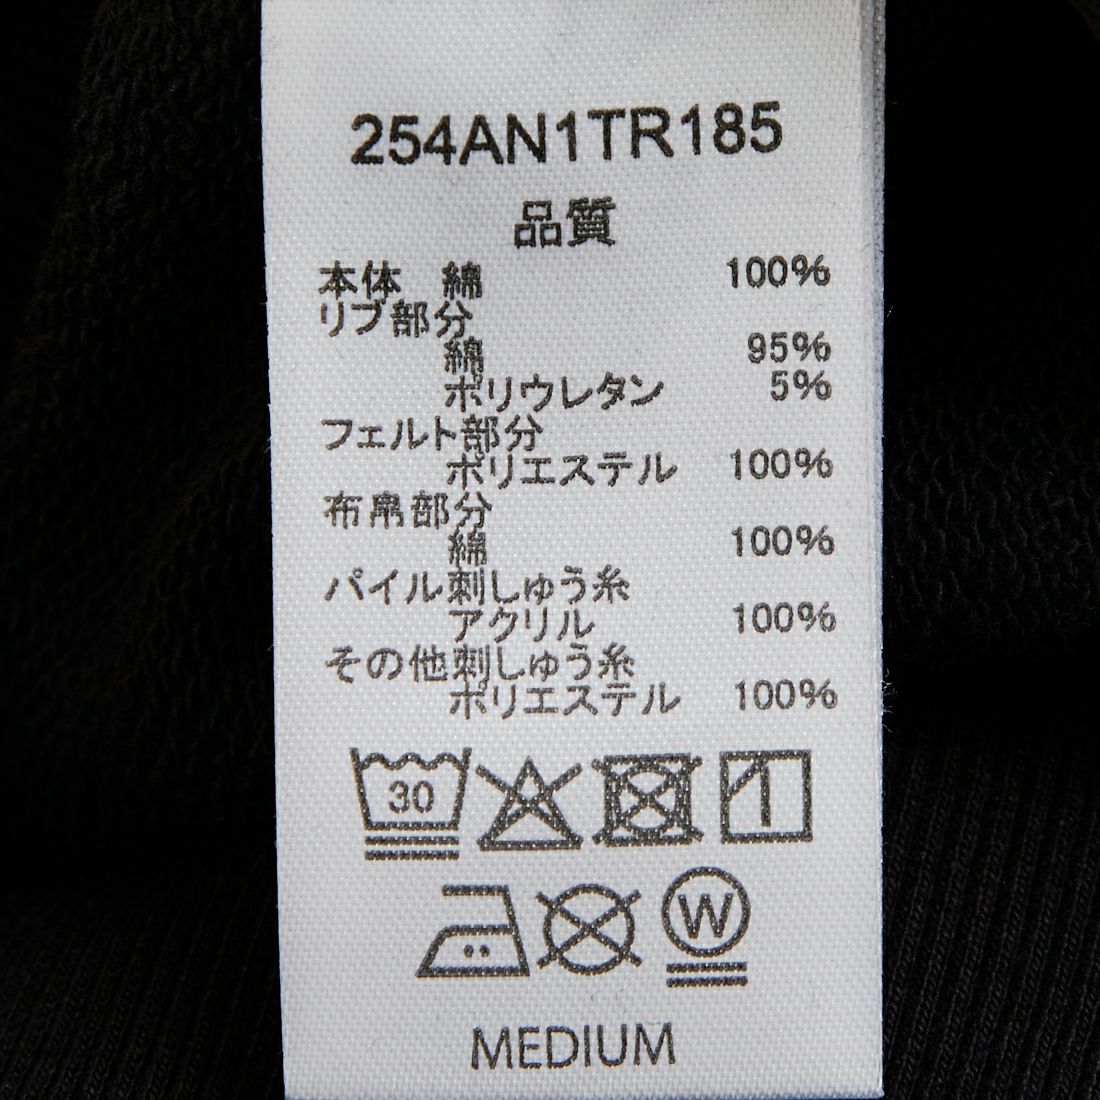 254AN1TR185
品質
本体 綿 100%
リブ部分
綿 95%
ポリウレタン 5%
フェルト部分
ポリエステル 100%
布帛部分
綿 100%
パイル刺しゅう糸
アクリル 100%
その他刺しゅう糸
ポリエステル 100%
30
W
MEDIUM